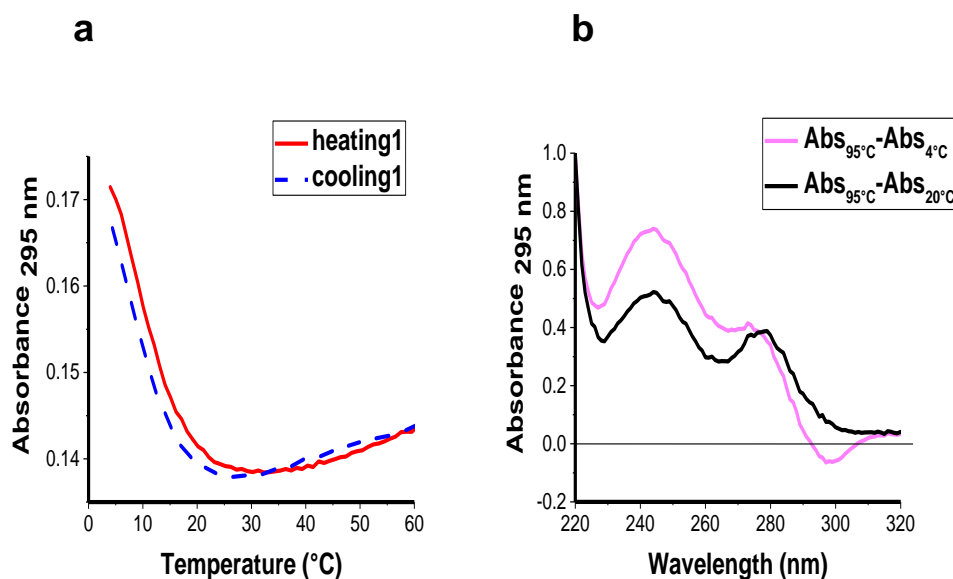 a
heating1
cooling1
Absorbance 295 nm
0.17
0.16
0.15
0.14
0 10 20 30 40 50 60
Temperature (°C)
b
Abs95°C-Abs4°C
Abs95°C-Abs20°C
Absorbance 295 nm
1.0
0.8
0.6
0.4
0.2
0.0
-0.2
220 240 260 280 300 320
Wavelength (nm)